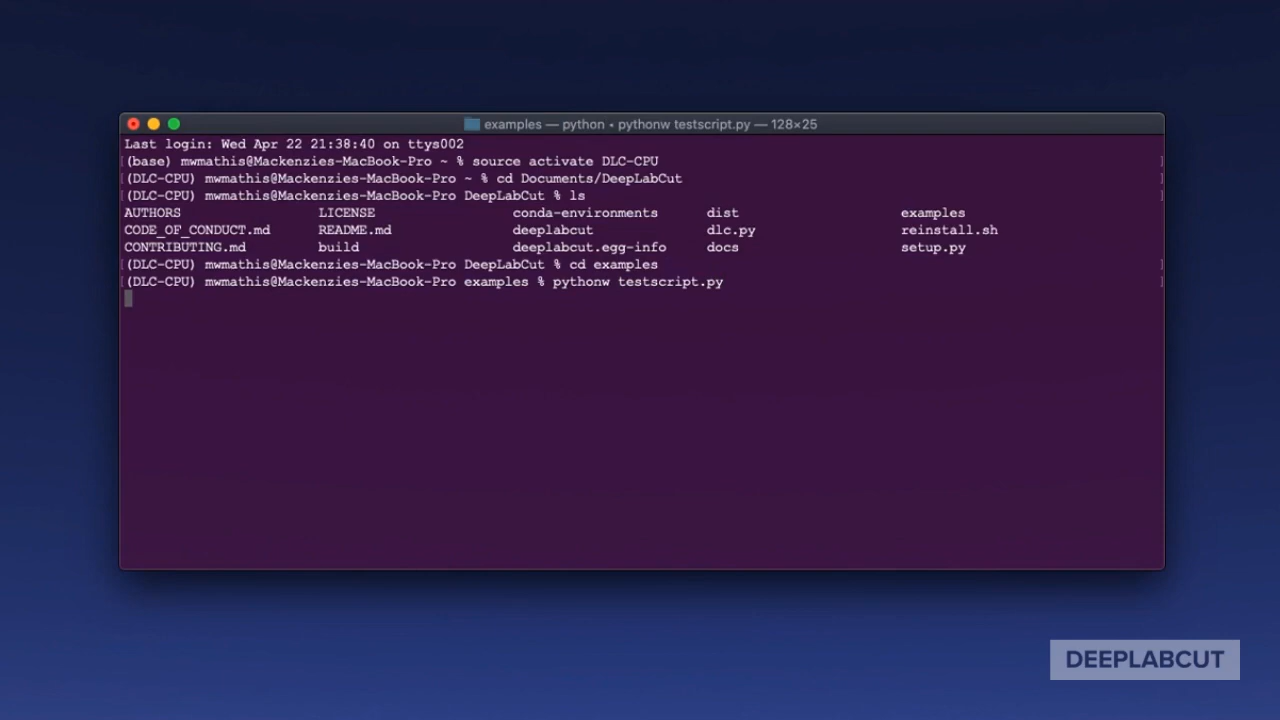 examples — python • pythonw testscript.py — 128×25
Last login: Wed Apr 22 21:38:40 on ttys002
[(base) mwmathis@Mackenzies-MacBook-Pro ~ % source activate DLC-CPU ]
[(DLC-CPU) mwmathis@Mackenzies-MacBook-Pro ~ % cd Documents/DeepLabCut ]
[(DLC-CPU) mwmathis@Mackenzies-MacBook-Pro DeepLabCut % ls ]
AUTHORS LICENSE conda-environments dist examples
CODE_OF_CONDUCT.md README.md deeplabcut dlc.py reinstall.sh
CONTRIBUTING.md build deeplabcut.egg-info docs setup.py
[(DLC-CPU) mwmathis@Mackenzies-MacBook-Pro DeepLabCut % cd examples ]
[(DLC-CPU) mwmathis@Mackenzies-MacBook-Pro examples % pythonw testscript.py ]
DEEPLABCUT